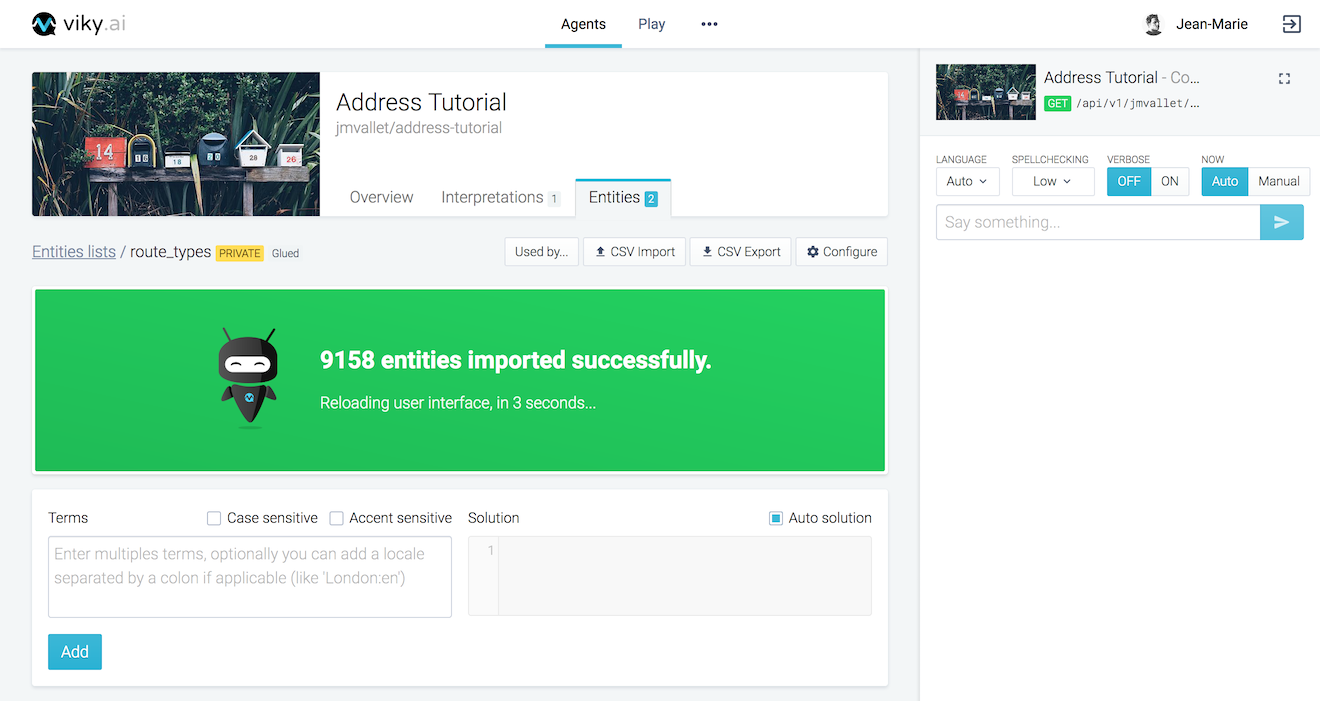 viky.ai
Agents Play •••
Jean-Marie
Address Tutorial
jmvallet/address-tutorial
Overview Interpretations 1 Entities 2
14 16 18 20 28 26
Entities lists / route_types PRIVATE Glued
Used by... CSV Import CSV Export Configure
9158 entities imported successfully.
Reloading user interface, in 3 seconds...
Terms Case sensitive Accent sensitive
Enter multiples terms, optionally you can add a locale
separated by a colon if applicable (like 'London:en')
Add
Solution Auto solution
1
Address Tutorial - Co...
GET /api/v1/jmvallet/...
LANGUAGE SPELLCHECKING VERBOSE NOW
Auto Low OFF ON Auto Manual
Say something...